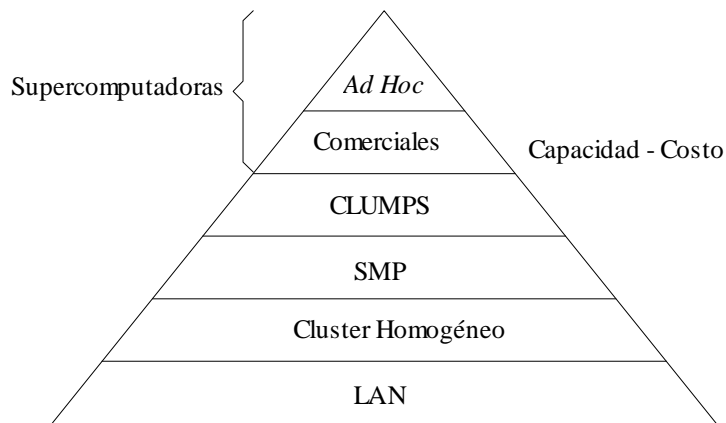 Supercomputadoras
Ad Hoc
Comerciales
Capacidad - Costo
CLUMPS
SMP
Cluster Homogéneo
LAN